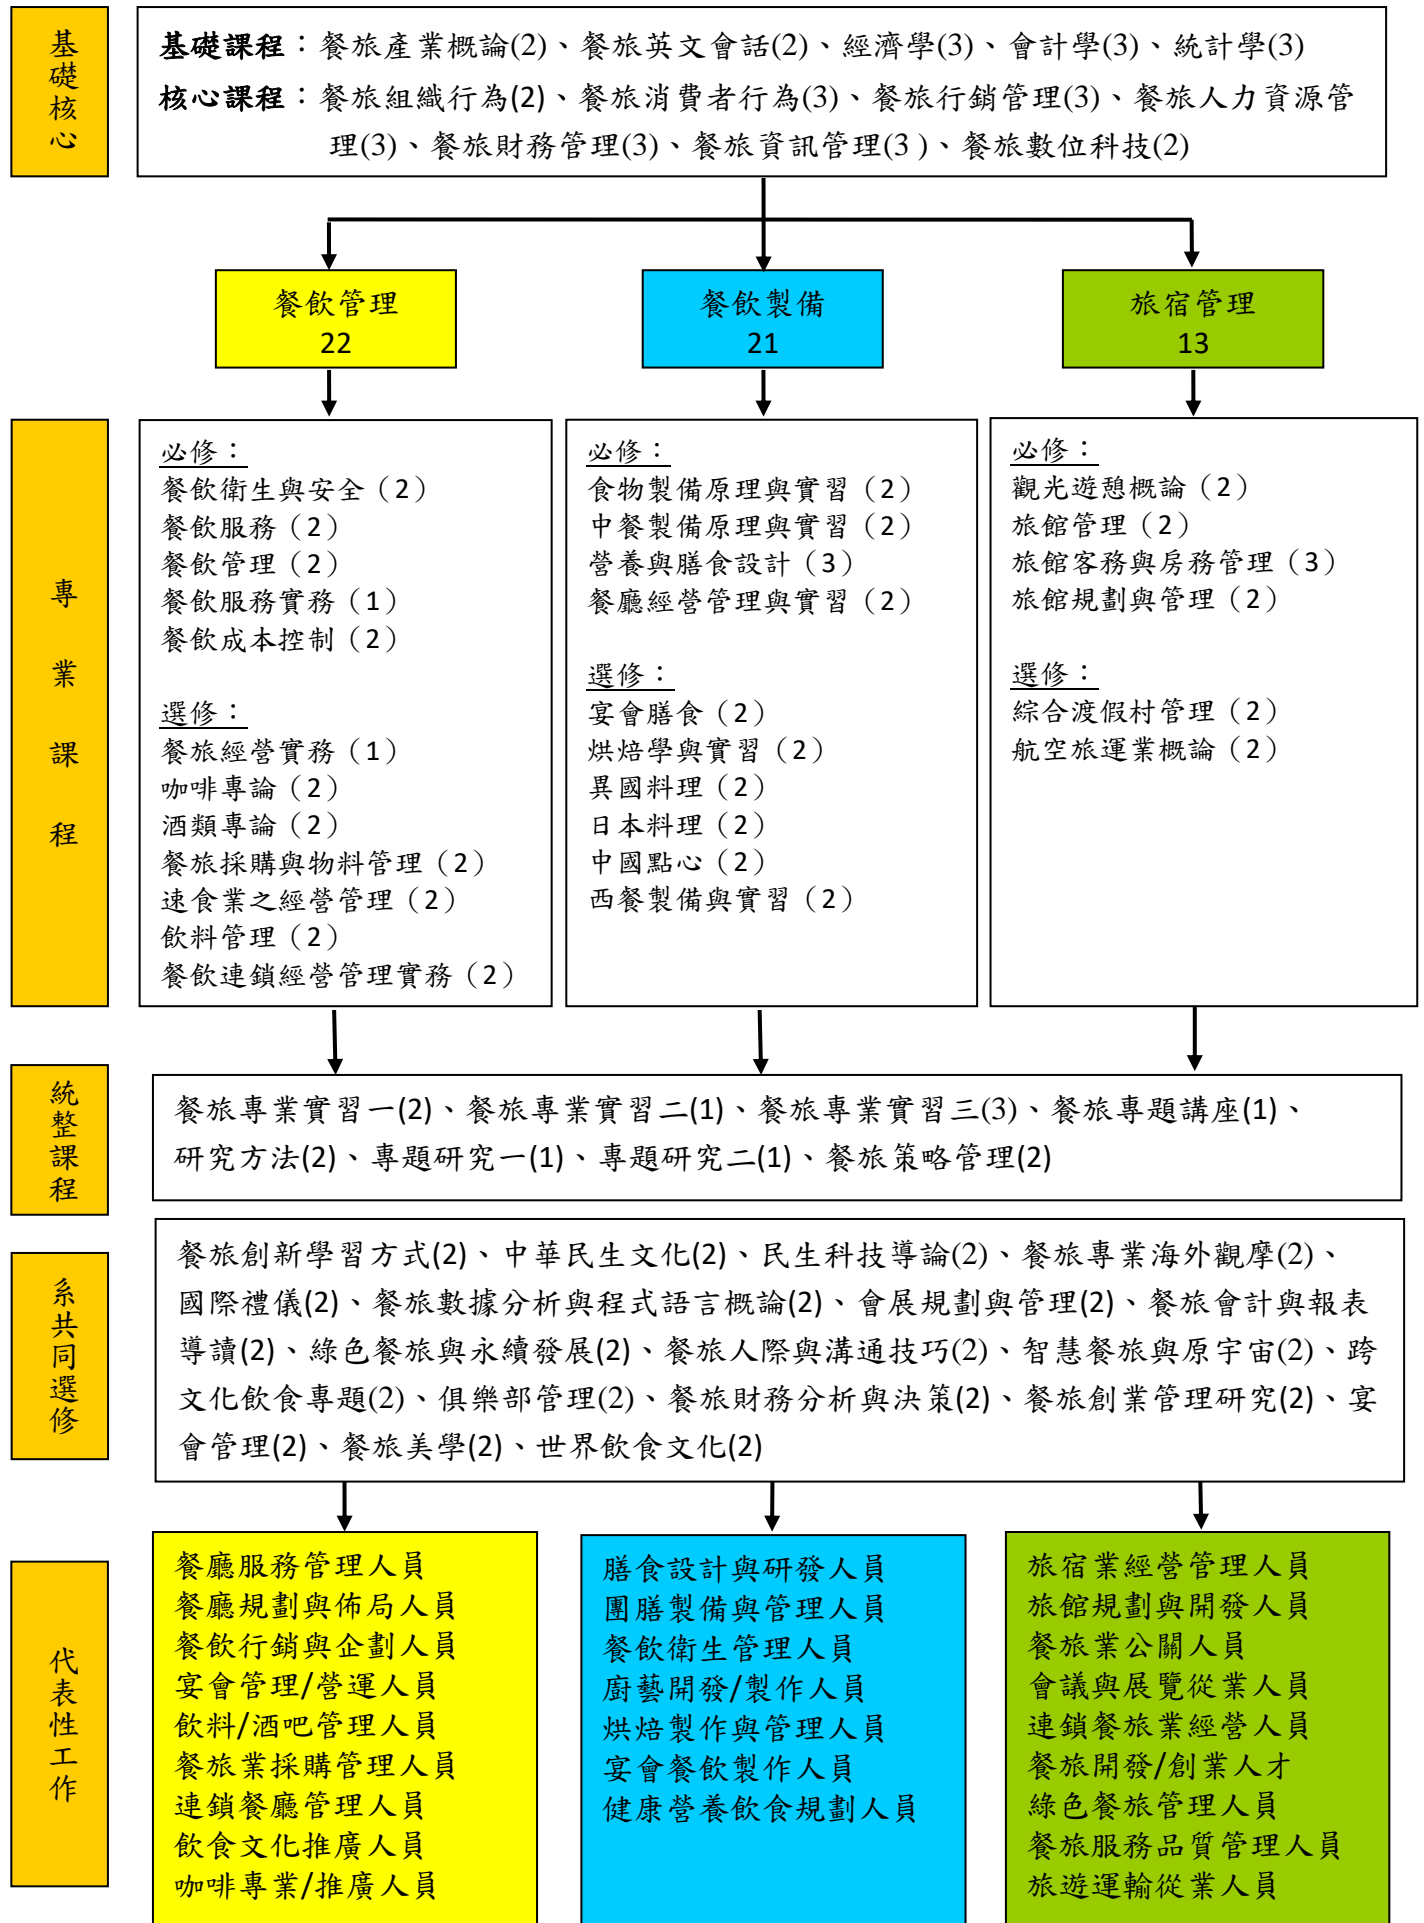 基礎核心
基礎課程：餐旅產業概論(2)、餐旅英文會話(2)、經濟學(3)、會計學(3)、統計學(3)
核心課程：餐旅組織行為(2)、餐旅消費者行為(3)、餐旅行銷管理(3)、餐旅人力資源管
理(3)、餐旅財務管理(3)、餐旅資訊管理(3 )、餐旅數位科技(2)
餐飲管理
22
餐飲製備
21
旅宿管理
13
專業課程
必修：
餐飲衛生與安全（2）
餐飲服務（2）
餐飲管理（2）
餐飲服務實務（1）
餐飲成本控制（2）
選修：
餐旅經營實務（1）
咖啡專論（2）
酒類專論（2）
餐旅採購與物料管理（2）
速食業之經營管理（2）
飲料管理（2）
餐飲連鎖經營管理實務（2）
必修：
食物製備原理與實習（2）
中餐製備原理與實習（2）
營養與膳食設計（3）
餐廳經營管理與實習（2）
選修：
宴會膳食（2）
烘焙學與實習（2）
異國料理（2）
日本料理（2）
中國點心（2）
西餐製備與實習（2）
必修：
觀光遊憩概論（2）
旅館管理（2）
旅館客務與房務管理（3）
旅館規劃與管理（2）
選修：
綜合渡假村管理（2）
航空旅運業概論（2）
統整課程
餐旅專業實習一(2)、餐旅專業實習二(1)、餐旅專業實習三(3)、餐旅專題講座(1)、
研究方法(2)、專題研究一(1)、專題研究二(1)、餐旅策略管理(2)
系共同選修
餐旅創新學習方式(2)、中華民生文化(2)、民生科技導論(2)、餐旅專業海外觀摩(2)、
國際禮儀(2)、餐旅數據分析與程式語言概論(2)、會展規劃與管理(2)、餐旅會計與報表
導讀(2)、綠色餐旅與永續發展(2)、餐旅人際與溝通技巧(2)、智慧餐旅與原宇宙(2)、跨
文化飲食專題(2)、俱樂部管理(2)、餐旅財務分析與決策(2)、餐旅創業管理研究(2)、宴
會管理(2)、餐旅美學(2)、世界飲食文化(2)
代表性工作
餐廳服務管理人員
餐廳規劃與佈局人員
餐飲行銷與企劃人員
宴會管理/營運人員
飲料/酒吧管理人員
餐旅業採購管理人員
連鎖餐廳管理人員
飲食文化推廣人員
咖啡專業/推廣人員
膳食設計與研發人員
團膳製備與管理人員
餐飲衛生管理人員
廚藝開發/製作人員
烘焙製作與管理人員
宴會餐飲製作人員
健康營養飲食規劃人員
旅宿業經營管理人員
旅館規劃與開發人員
餐旅業公關人員
會議與展覽從業人員
連鎖餐旅業經營人員
餐旅開發/創業人才
綠色餐旅管理人員
餐旅服務品質管理人員
旅遊運輸從業人員